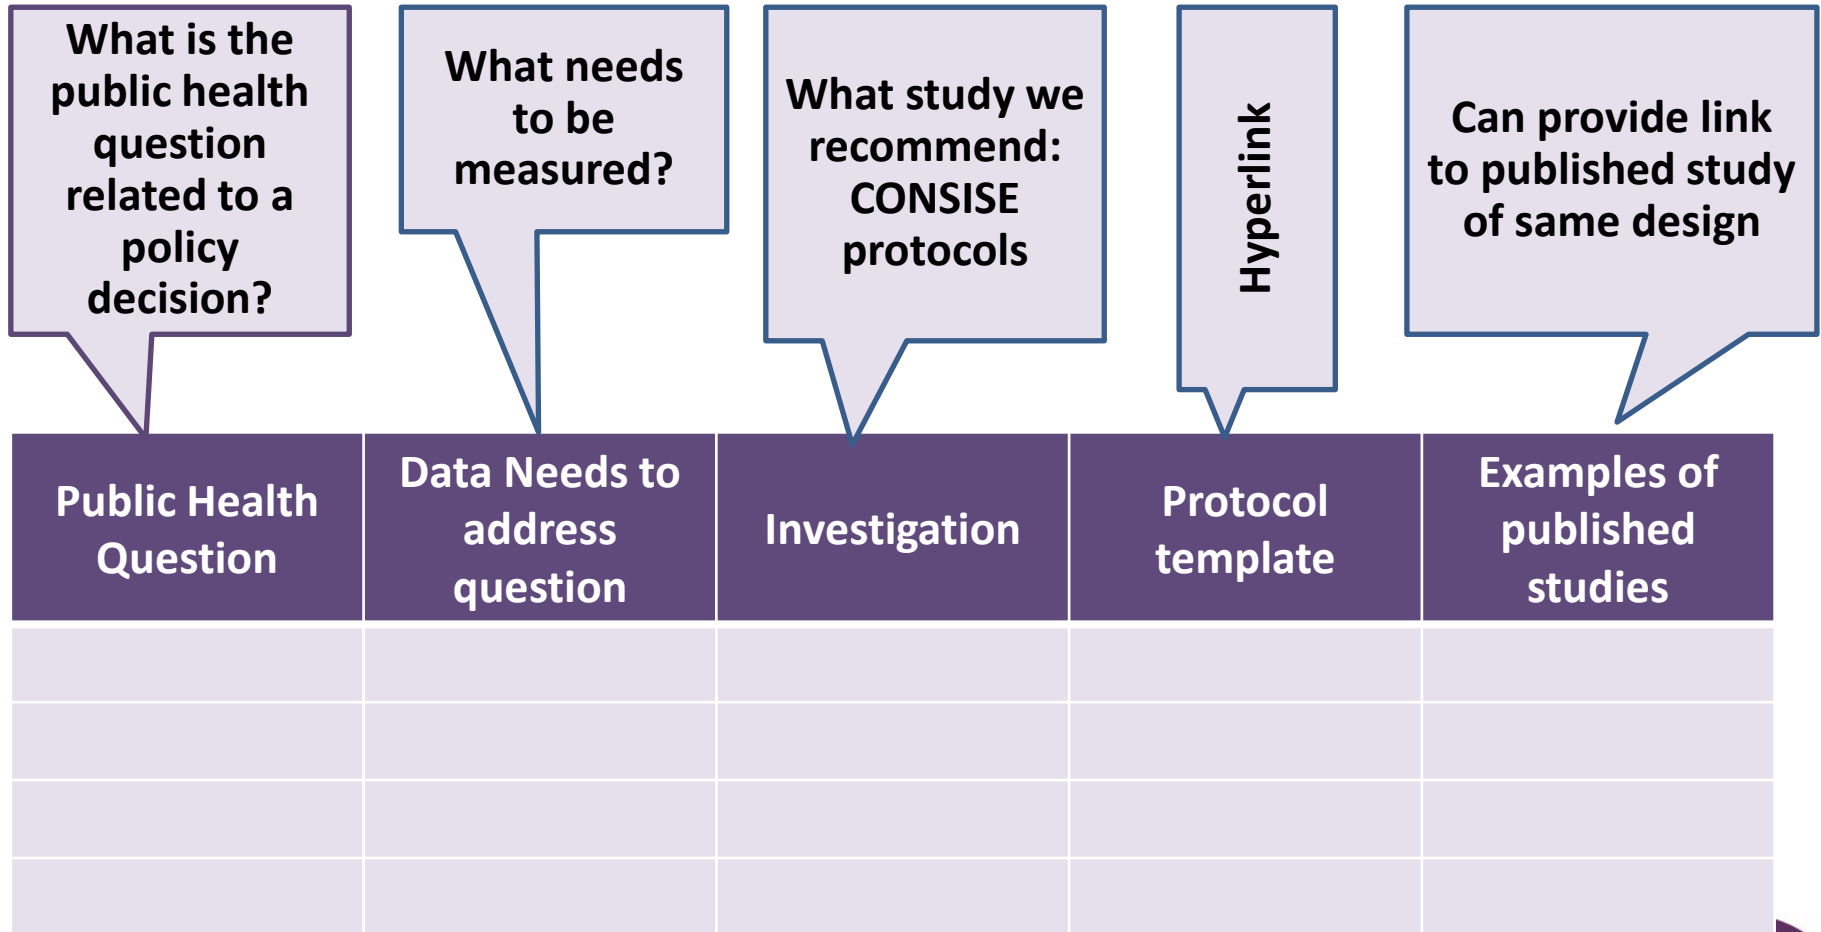 What is the
public health
question
related to a
policy
decision?
What needs
to be
measured?
What study we
recommend:
CONSISE
protocols
Hyperlink
Can provide link
to published study
of same design
Public Health
Question
Data Needs to
address
question
Investigation
Protocol
template
Examples of
published
studies